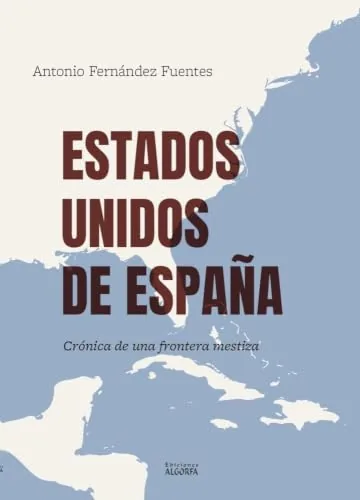 Antonio Fernández Fuentes
ESTADOS
UNIDOS
DE ESPAÑA
Crónica de una frontera mestiza
Ediciones
ALGORFA